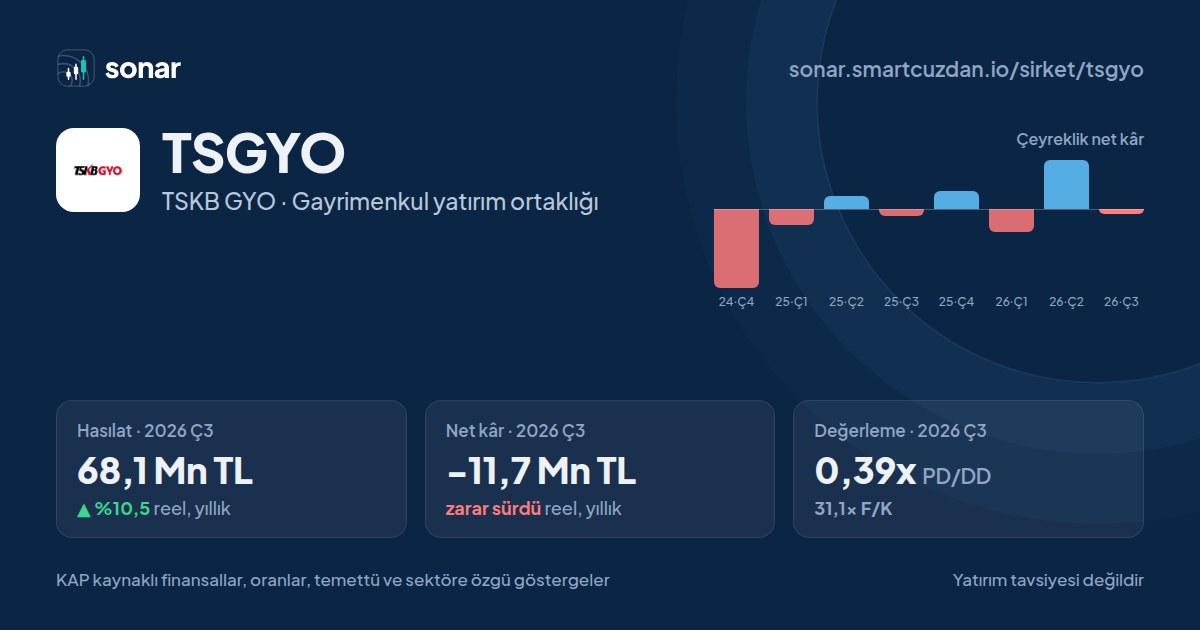 sonar
sonar.smartcuzdan.io/sirket/tsgyo
TSKB GYO
TSGYO
TSKB GYO · Gayrimenkul yatırım ortaklığı
Çeyreklik net kâr
24·Ç4 25·Ç1 25·Ç2 25·Ç3 25·Ç4 26·Ç1 26·Ç2 26·Ç3
Hasılat · 2026 Ç3
68,1 Mn TL
▲ %10,5 reel, yıllık
Net kâr · 2026 Ç3
−11,7 Mn TL
zarar sürdü reel, yıllık
Değerleme · 2026 Ç3
0,39x PD/DD
31,1× F/K
KAP kaynaklı finansallar, oranlar, temettü ve sektöre özgü göstergeler
Yatırım tavsiyesi değildir